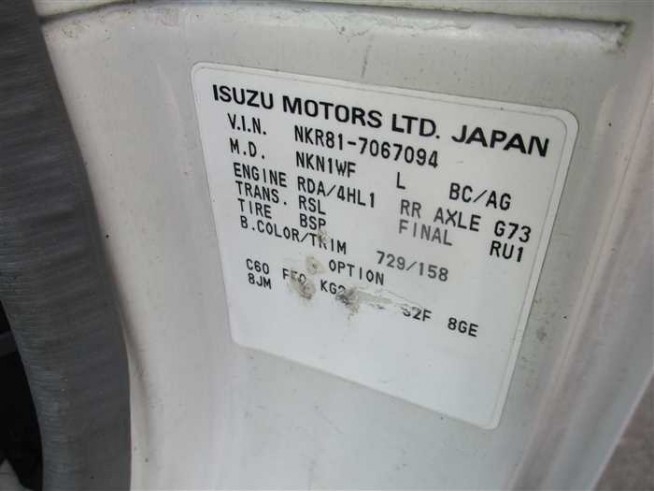 ISUZU MOTORS LTD. JAPAN
V.I.N. NKR81-7067094
M.D. NKN1WF L BC/AG
ENGINE RDA/4HL1 RR AXLE G73
TRANS. RSL FINAL RU1
TIRE BSP
B.COLOR/TRIM 729/158
OPTION
C60 S2F 8GE
8JM